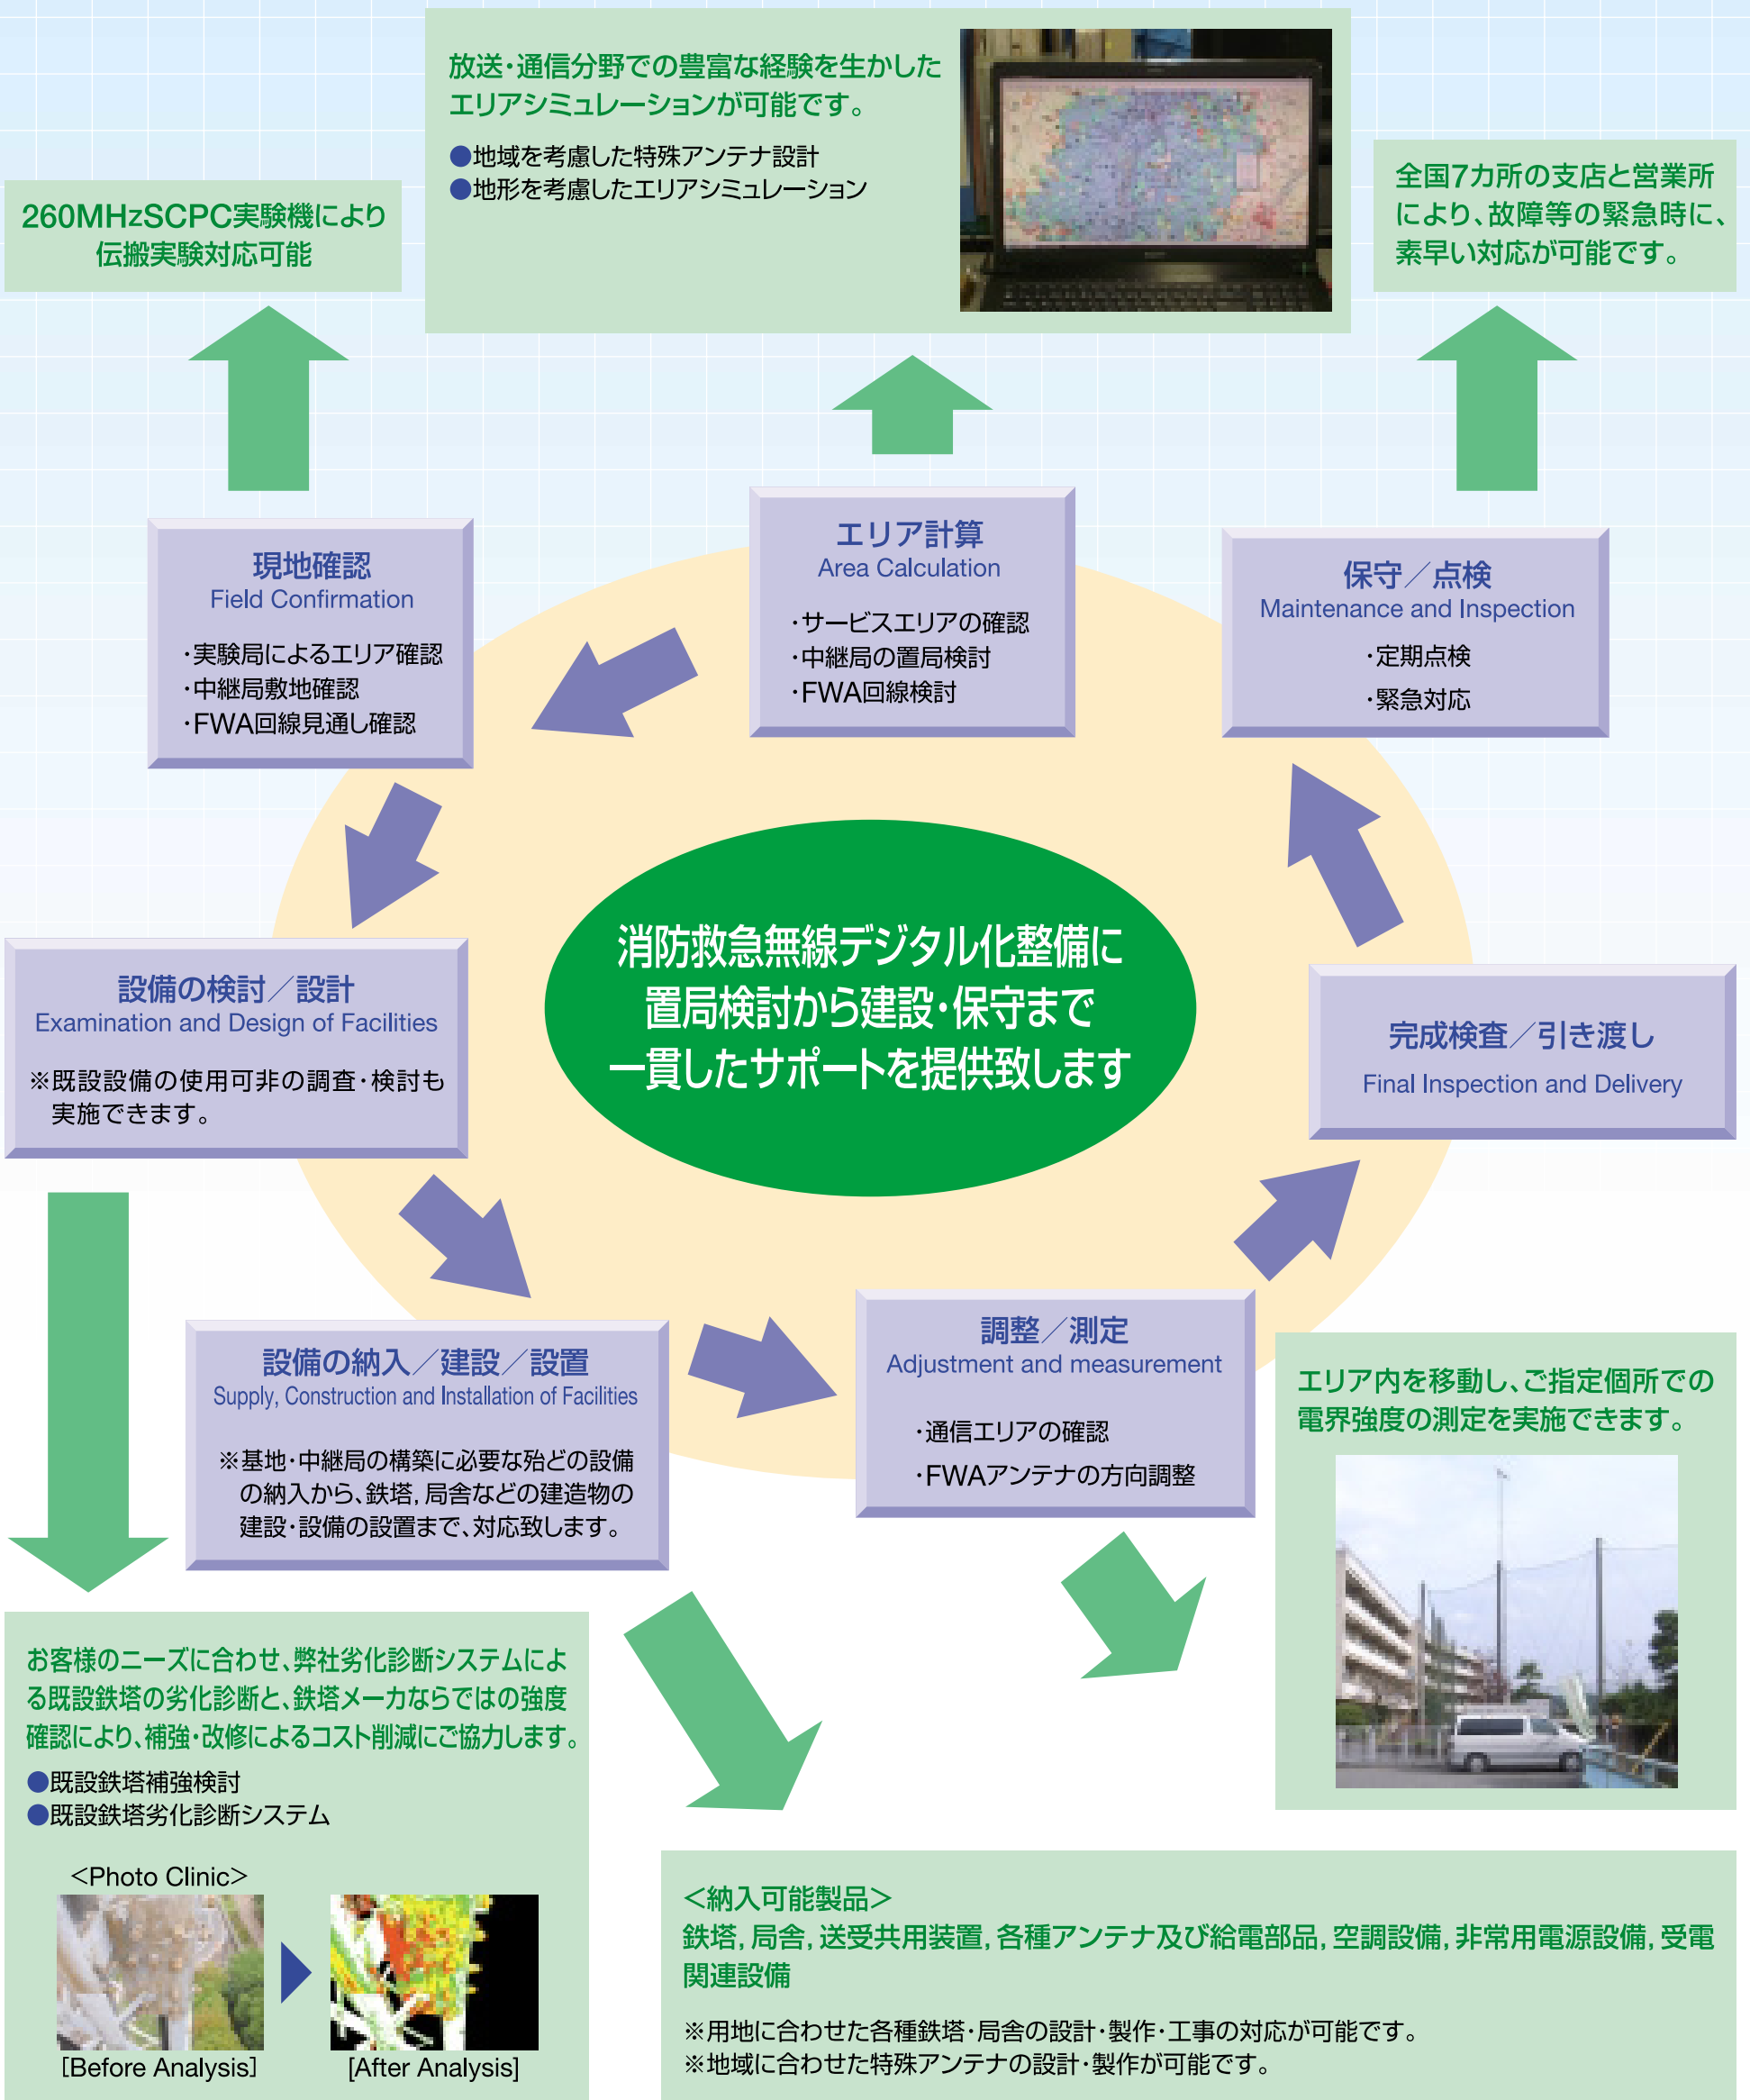 放送・通信分野での豊富な経験を生かした
エリアシミュレーションが可能です。
●地域を考慮した特殊アンテナ設計
●地形を考慮したエリアシミュレーション
260MHzSCPC実験機により
伝搬実験対応可能
全国7カ所の支店と営業所
により、故障等の緊急時に、
素早い対応が可能です。
エリア計算
Area Calculation
・サービスエリアの確認
・中継局の置局検討
・FWA回線検討
現地確認
Field Confirmation
・実験局によるエリア確認
・中継局敷地確認
・FWA回線見通し確認
保守／点検
Maintenance and Inspection
・定期点検
・緊急対応
消防救急無線デジタル化整備に
置局検討から建設・保守まで
一貫したサポートを提供致します
設備の検討／設計
Examination and Design of Facilities
※既設設備の使用可非の調査・検討も
実施できます。
完成検査／引き渡し
Final Inspection and Delivery
設備の納入／建設／設置
Supply, Construction and Installation of Facilities
※基地・中継局の構築に必要な殆どの設備
の納入から、鉄塔, 局舎などの建造物の
建設・設備の設置まで、対応致します。
調整／測定
Adjustment and measurement
・通信エリアの確認
・FWAアンテナの方向調整
エリア内を移動し、ご指定個所での
電界強度の測定を実施できます。
お客様のニーズに合わせ、弊社劣化診断システムによ
る既設鉄塔の劣化診断と、鉄塔メーカならではの強度
確認により、補強・改修によるコスト削減にご協力します。
●既設鉄塔補強検討
●既設鉄塔劣化診断システム
＜Photo Clinic＞
[Before Analysis]
[After Analysis]
＜納入可能製品＞
鉄塔, 局舎, 送受共用装置, 各種アンテナ及び給電部品, 空調設備, 非常用電源設備, 受電
関連設備
※用地に合わせた各種鉄塔・局舎の設計・製作・工事の対応が可能です。
※地域に合わせた特殊アンテナの設計・製作が可能です。